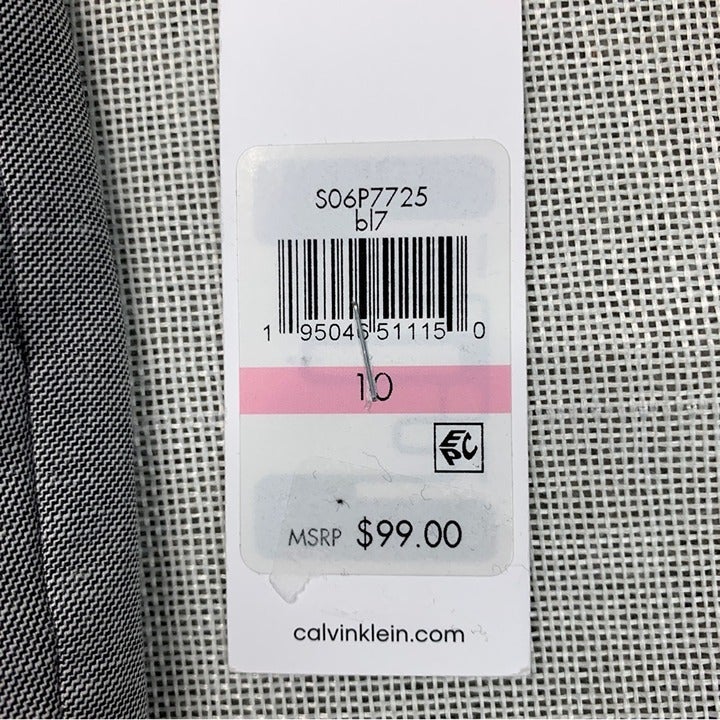 S06P7725
bl7
1 95046 51115 0
10
EPC
MSRP $99.00
calvinklein.com